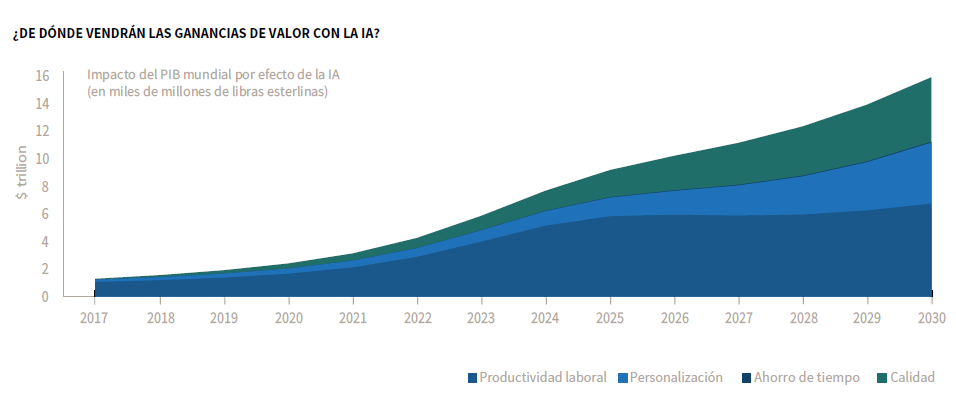 ¿DE DÓNDE VENDRÁN LAS GANANCIAS DE VALOR CON LA IA?
Impacto del PIB mundial por efecto de la IA
(en miles de millones de libras esterlinas)
$ trillion
16
14
12
10
8
6
4
2
0
2017 2018 2019 2020 2021 2022 2023 2024 2025 2026 2027 2028 2029 2030
Productividad laboral Personalización Ahorro de tiempo Calidad